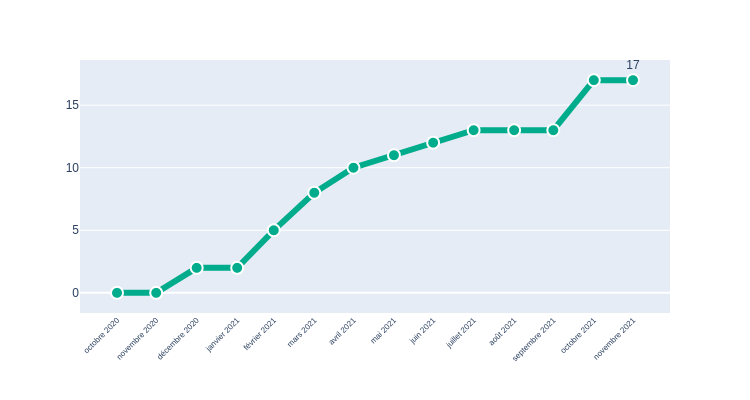 17
15
10
5
0
octobre 2020
novembre 2020
décembre 2020
janvier 2021
février 2021
mars 2021
avril 2021
mai 2021
juin 2021
juillet 2021
août 2021
septembre 2021
octobre 2021
novembre 2021